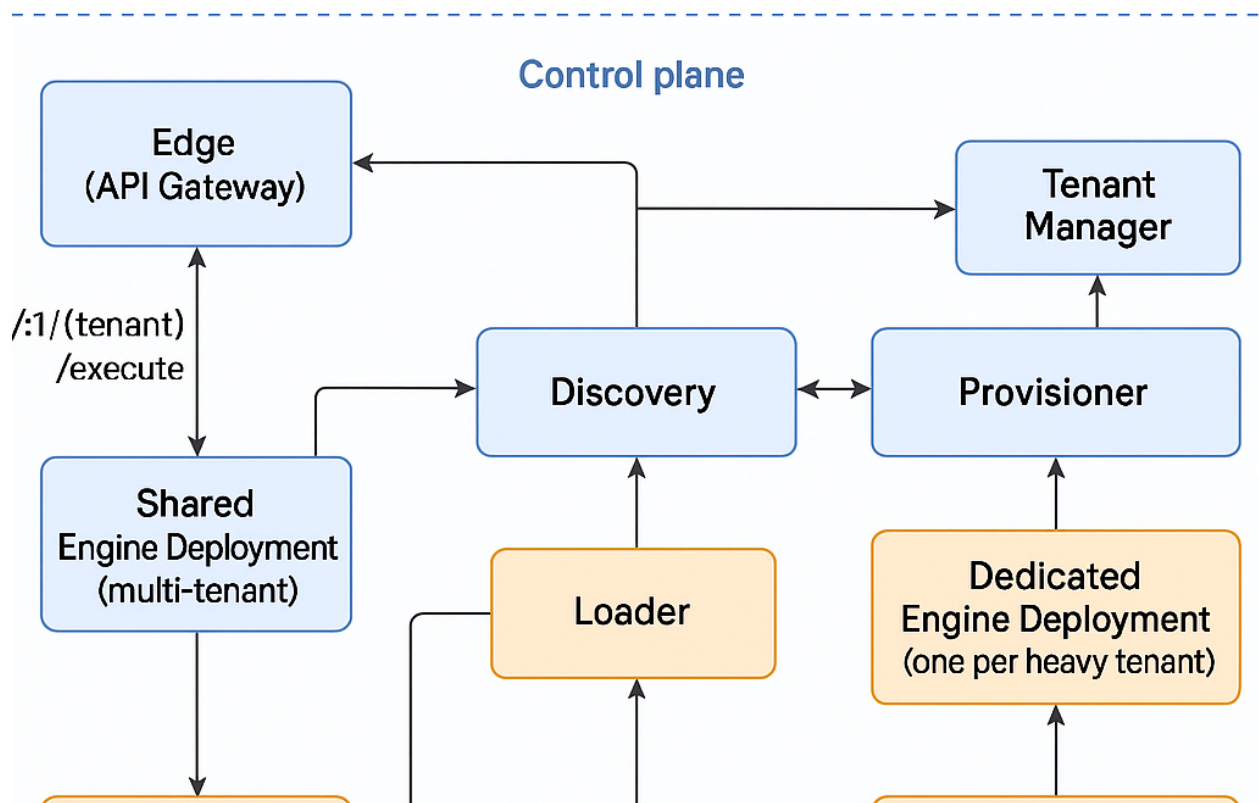 Control plane
Edge
(API Gateway)
Tenant
Manager
/:1/(tenant)
/execute
Discovery
Provisioner
Shared
Engine Deployment
(multi-tenant)
Loader
Dedicated
Engine Deployment
(one per heavy tenant)